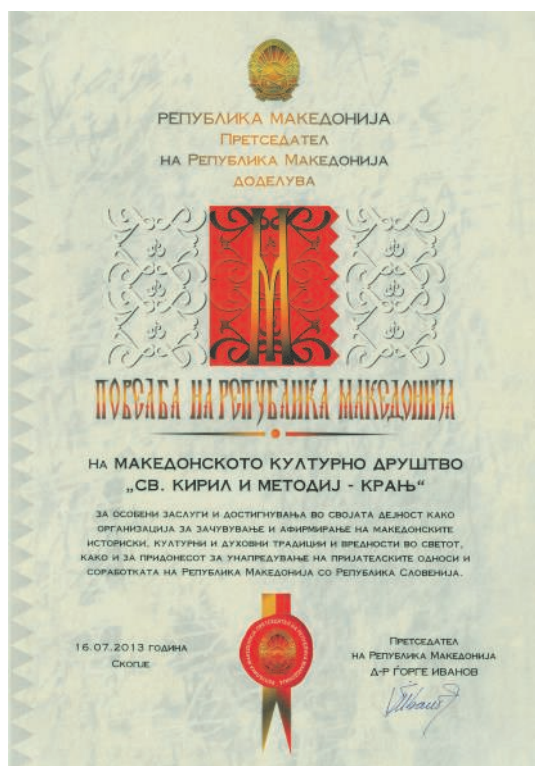 РЕПУБЛИКА МАКЕДОНИЈА
ПРЕТСЕДАТЕЛ
НА РЕПУБЛИКА МАКЕДОНИЈА
ДОДЕЛУВА
М
ПОВЕЛБА НА РЕПУБЛИКА МАКЕДОНИЈА
НА МАКЕДОНСКОТО КУЛТУРНО ДРУШТВО
„СВ. КИРИЛ И МЕТОДИЈ - КРАЊ“
ЗА ОСОБЕНИ ЗАСЛУГИ И ДОСТИГНУВАЊА ВО СВОЈАТА ДЕЈНОСТ КАКО
ОРГАНИЗАЦИЈА ЗА ЗАЧУВУВАЊЕ И АФИРМИРАЊЕ НА МАКЕДОНСКИТЕ
ИСТОРИСКИ, КУЛТУРНИ И ДУХОВНИ ТРАДИЦИИ И ВРЕДНОСТИ ВО СВЕТОТ,
КАКО И ЗА ПРИДОНЕСОТ ЗА УНАПРЕДУВАЊЕ НА ПРИЈАТЕЛСКИТЕ ОДНОСИ И
СОРАБОТКАТА НА РЕПУБЛИКА МАКЕДОНИЈА СО РЕПУБЛИКА СЛОВЕНИЈА.
16.07.2013 ГОДИНА
СКОПЈЕ
ПРЕТСЕДАТЕЛ
НА РЕПУБЛИКА МАКЕДОНИЈА
Д-Р ЃОРГЕ ИВАНОВ